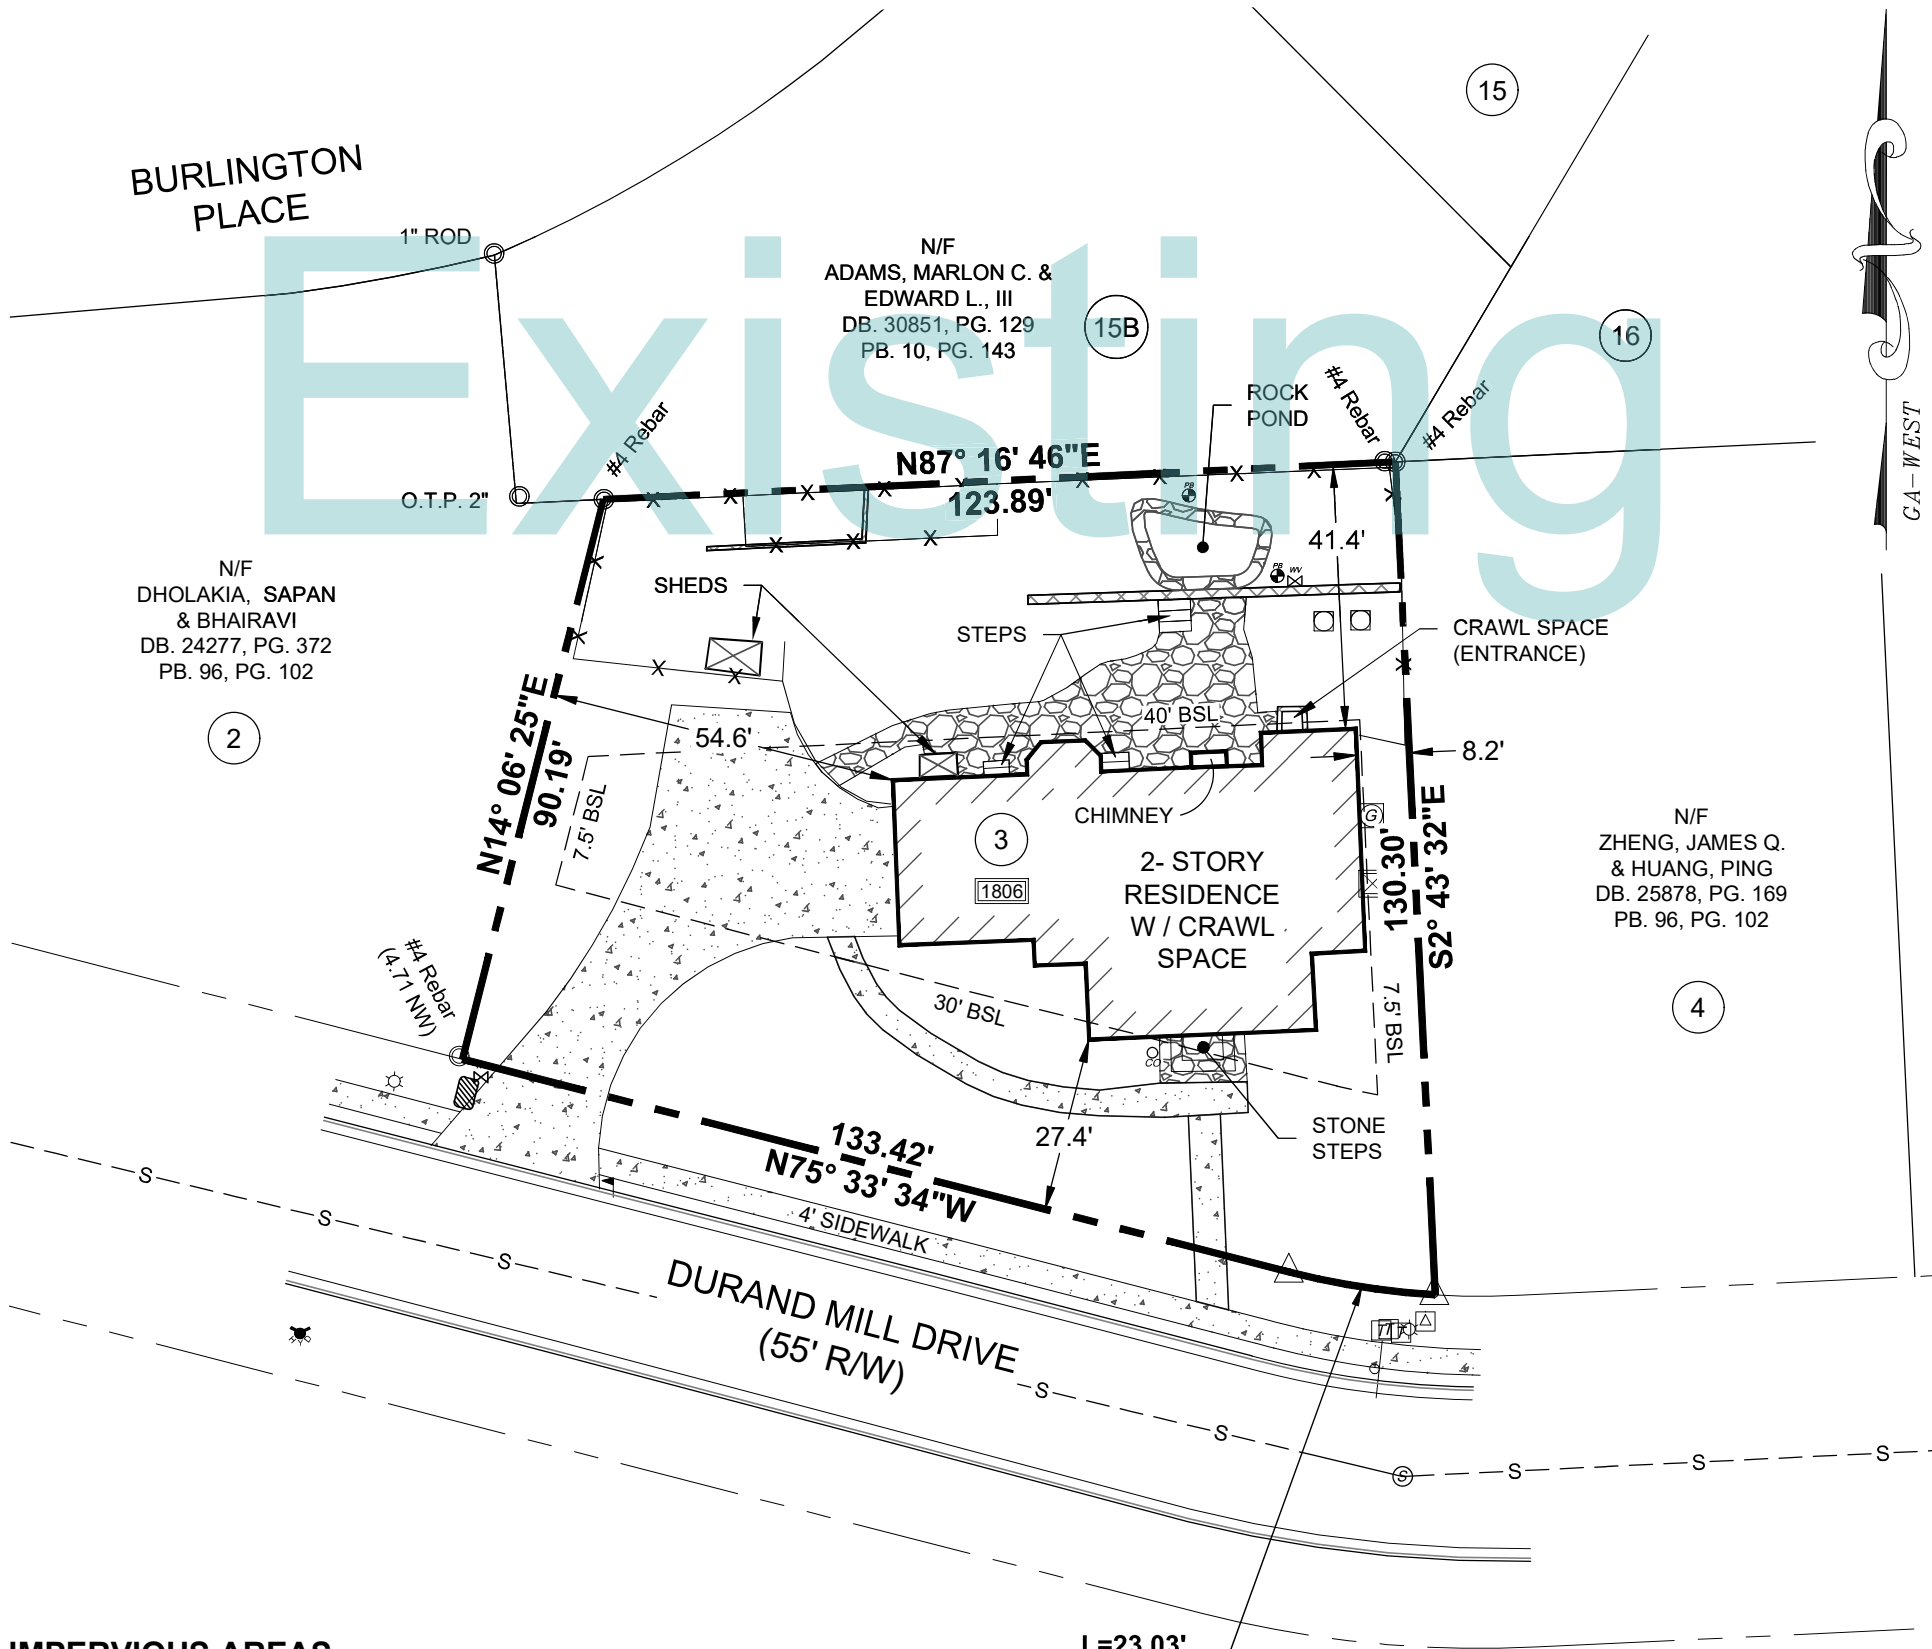 Existing
BURLINGTON
PLACE
1" ROD
O.T.P. 2"
#4 Rebar
N/F
ADAMS, MARLON C. &
EDWARD L., III
DB. 30851, PG. 129
PB. 10, PG. 143
15B
15
16
ROCK
POND
#4 Rebar
#4 Rebar
GA-WEST
N87° 16' 46"E
123.89'
PB
41.4'
PB
WV
N/F
DHOLAKIA, SAPAN
& BHAIRAVI
DB. 24277, PG. 372
PB. 96, PG. 102
2
SHEDS
STEPS
CRAWL SPACE
(ENTRANCE)
N14° 06' 25"E
90.19'
54.6'
40' BSL
8.2'
7.5' BSL
CHIMNEY
G
3
1806
2- STORY
RESIDENCE
W / CRAWL
SPACE
130.30'
S2° 43' 32"E
N/F
ZHENG, JAMES Q.
& HUANG, PING
DB. 25878, PG. 169
PB. 96, PG. 102
4
#4 Rebar
(4.71 NW)
30' BSL
7.5' BSL
CO
27.4'
STONE
STEPS
133.42'
N75° 33' 34"W
4' SIDEWALK
DURAND MILL DRIVE
(55' R/W)
X X X X X X X X X
X X X
X X X X
X X
S S S S S S S S S
IMPERVIOUS AREAS
L=23.03'